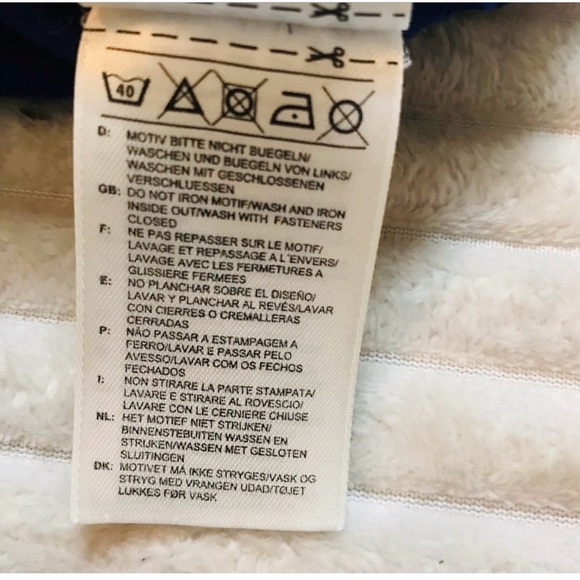 40
D: MOTIV BITTE NICHT BUEGELN/
WASCHEN UND BUEGELN VON LINKS/
WASCHEN MIT GESCHLOSSENEN
VERSCHLUESSEN
GB: DO NOT IRON MOTIF/WASH AND IRON
INSIDE OUT/WASH WITH FASTENERS
CLOSED
F: NE PAS REPASSER SUR LE MOTIF/
LAVAGE ET REPASSAGE A L'ENVERS/
LAVAGE AVEC LES FERMETURES A
GLISSIERE FERMEES
E: NO PLANCHAR SOBRE EL DISEÑO/
LAVAR Y PLANCHAR AL REVÉS/LAVAR
CON CIERRES O CREMALLERAS
CERRADAS
P: NÃO PASSAR A ESTAMPAGEM A
FERRO/LAVAR E PASSAR PELO
AVESSO/LAVAR COM OS FECHOS
FECHADOS
I: NON STIRARE LA PARTE STAMPATA/
LAVARE E STIRARE AL ROVESCIO/
LAVARE CON LE CERNIERE CHIUSE
NL: HET MOTIEF NIET STRIJKEN/
BINNENSTEBUITEN WASSEN EN
STRIJKEN/WASSEN MET GESLOTEN
SLUITINGEN
DK: MOTIVET MÅ IKKE STRYGES/VASK OG
STRYG MED VRANGEN UDAD/TØJET
LUKKES FØR VASK